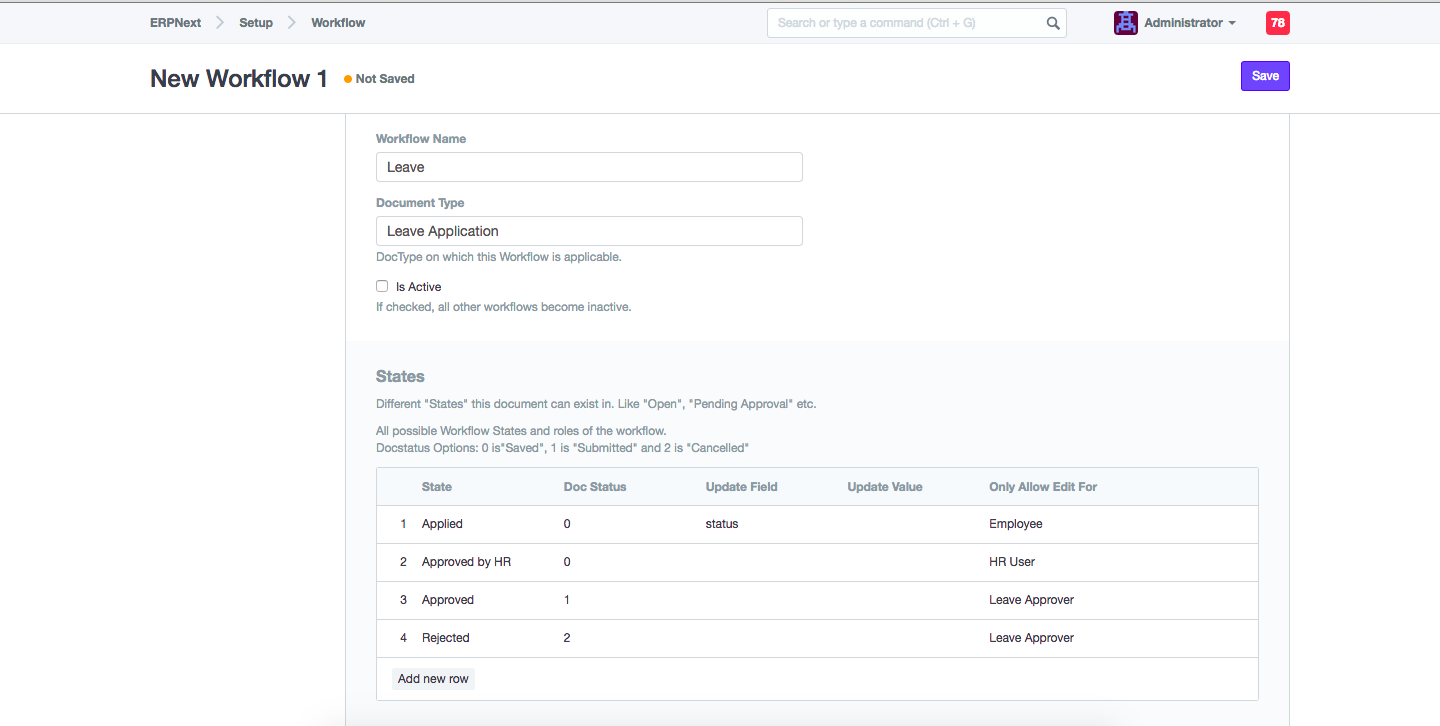 ERPNext Setup Workflow Search or type a command (Ctrl + G) Administrator 78
New Workflow 1 Not Saved Save
Workflow Name
Leave
Document Type
Leave Application
DocType on which this Workflow is applicable.
Is Active
If checked, all other workflows become inactive.
States
Different "States" this document can exist in. Like "Open", "Pending Approval" etc.
All possible Workflow States and roles of the workflow.
Docstatus Options: 0 is"Saved", 1 is "Submitted" and 2 is "Cancelled"
State Doc Status Update Field Update Value Only Allow Edit For
1 Applied 0 status Employee
2 Approved by HR 0 HR User
3 Approved 1 Leave Approver
4 Rejected 2 Leave Approver
Add new row